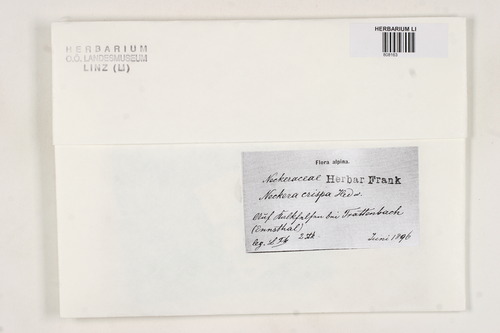 HERBARIUM
O.Ö. LANDESMUSEUM
LINZ (LI)
HERBARIUM LI
Flora alpina.
Neckeraceae Herbar Frank
Neckera crispa Hedw.
Auf Kalkfelsen bei Trattenbach
(Ennsthal)
leg.
Juni 1896